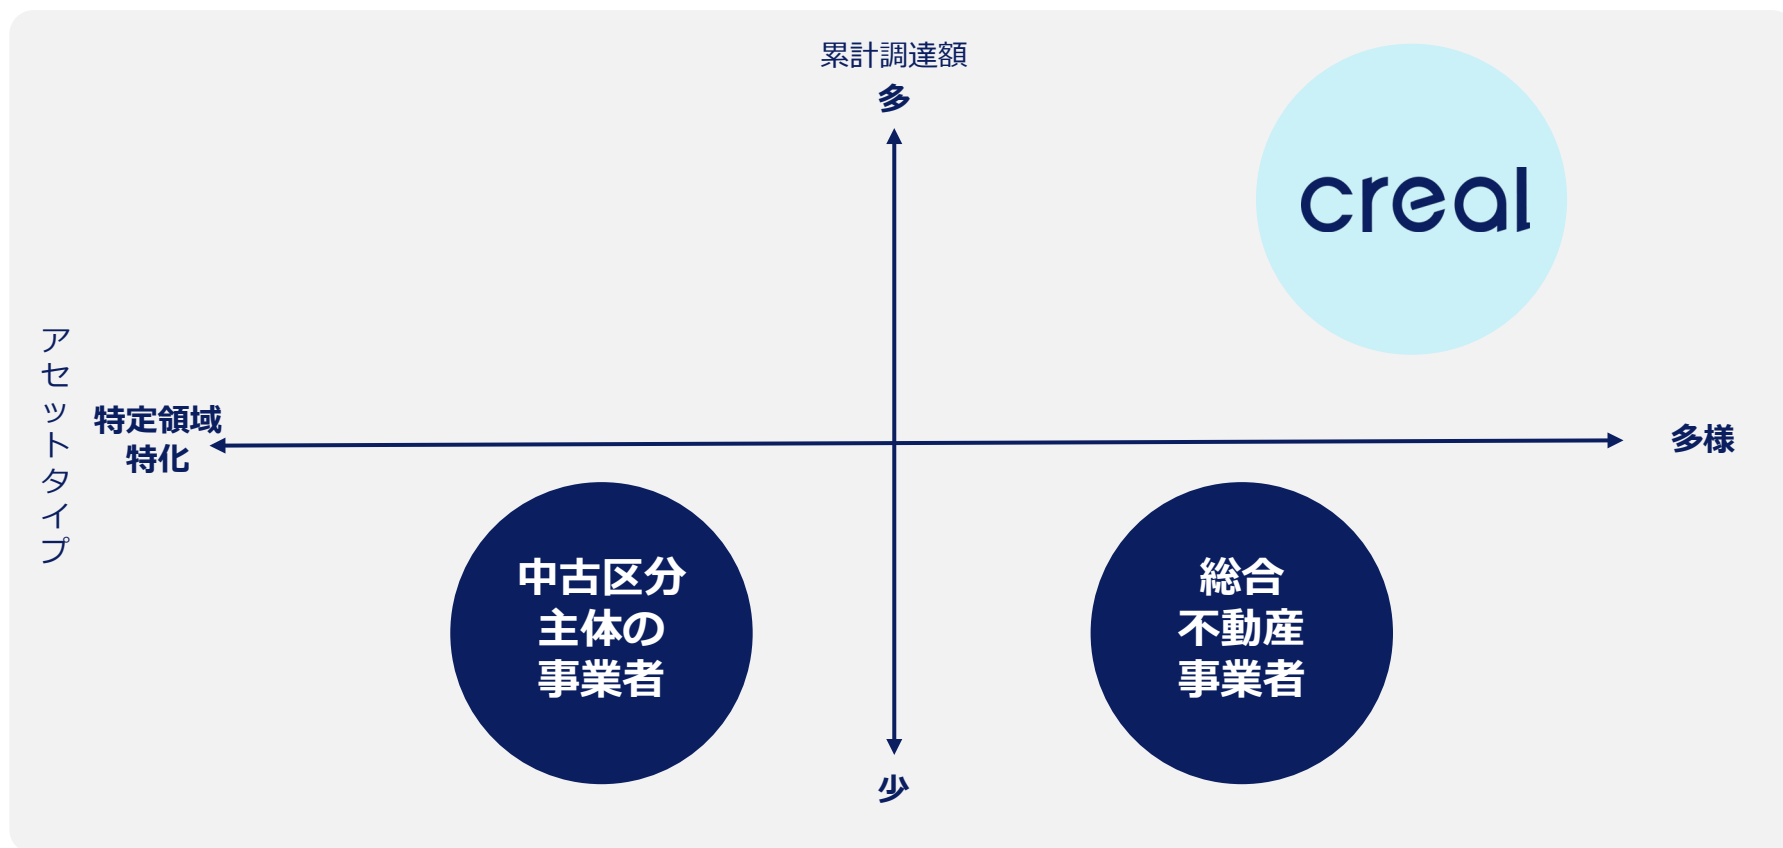 累計調達額
多
creal
アセットタイプ
特定領域
特化
多様
中古区分
主体の
事業者
総合
不動産
事業者
少